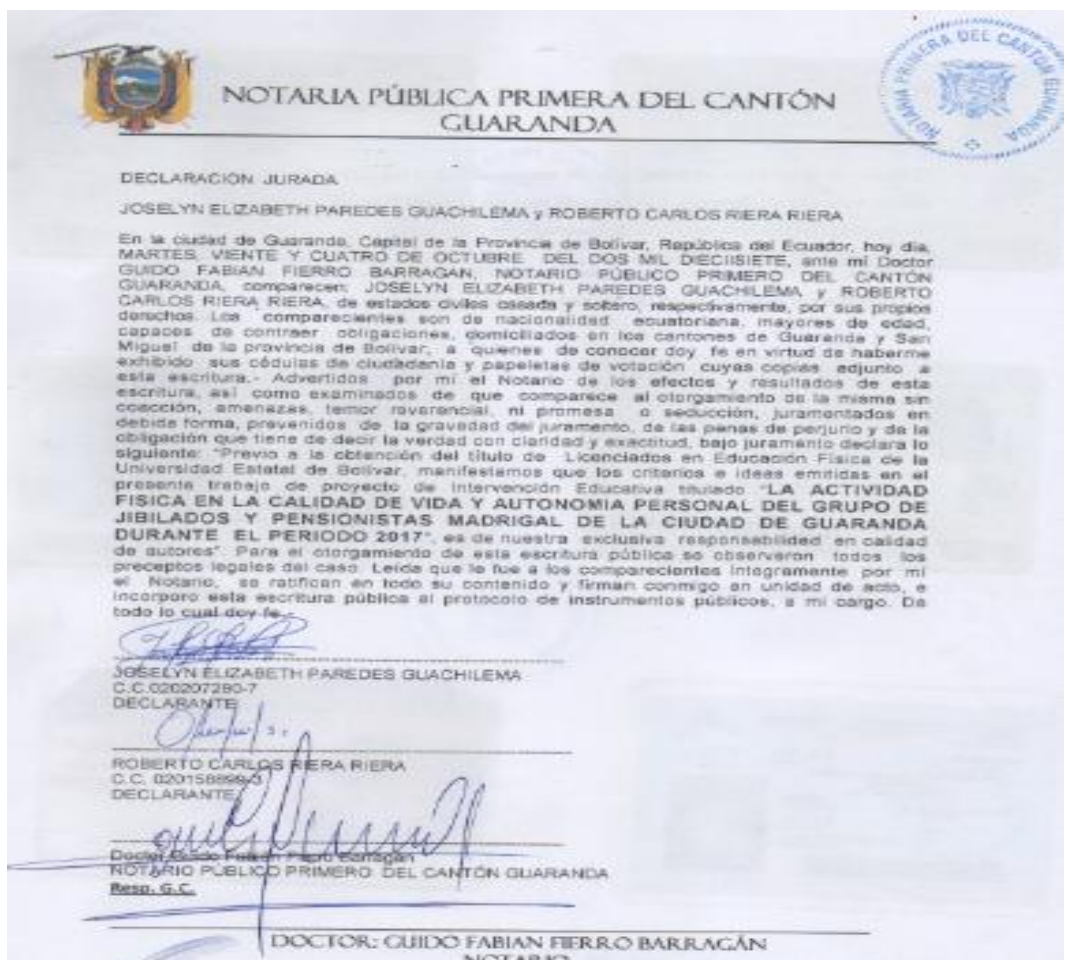 NOTARIA PRIMERA DEL CANTON GUARANDA
NOTARIA PÚBLICA PRIMERA DEL CANTÓN
GUARANDA
DECLARACION JURADA
JOSELYN ELIZABETH PAREDES GUACHILEMA y ROBERTO CARLOS RIERA RIERA
En la ciudad de Guaranda, Capital de la Provincia de Bolívar, República del Ecuador, hoy día,
MARTES, VIENTE Y CUATRO DE OCTUBRE DEL DOS MIL DIECIISIETE, ante mí Doctor
GUIDO FABIAN FIERRO BARRAGAN, NOTARIO PÚBLICO PRIMERO DEL CANTÓN
GUARANDA, comparecen: JOSELYN ELIZABETH PAREDES GUACHILEMA y ROBERTO
CARLOS RIERA RIERA, de estados civiles casada y soltero, respectivamente, por sus propios
derechos. Los comparecientes son de nacionalidad ecuatoriana, mayores de edad,
capaces de contraer obligaciones, domiciliados en los cantones de Guaranda y San
Miguel de la provincia de Bolívar, a quienes de conocer doy fe en virtud de haberme
exhibido sus cédulas de ciudadanía y papeletas de votación cuyas copias adjunto a
esta escritura.- Advertidos por mí el Notario de los efectos y resultados de esta
escritura, así como examinados de que comparece al otorgamiento de la misma sin
coacción, amenazas, temor reverencial, ni promesa o seducción, juramentados en
debida forma, prevenidos de la gravedad del juramento, de las penas de perjurio y de la
obligación que tiene de decir la verdad con claridad y exactitud, bajo juramento declara lo
siguiente: "Previo a la obtención del título de Licenciados en Educación Física de la
Universidad Estatal de Bolívar, manifestamos que los criterios e ideas emitidas en el
presente trabajo de proyecto de Intervención Educativa titulado "LA ACTIVIDAD
FISICA EN LA CALIDAD DE VIDA Y AUTONOMIA PERSONAL DEL GRUPO DE
JIBILADOS Y PENSIONISTAS MADRIGAL DE LA CIUDAD DE GUARANDA
DURANTE EL PERIODO 2017", es de nuestra exclusiva responsabilidad en calidad
de autores". Para el otorgamiento de esta escritura pública se observaron todos los
preceptos legales del caso. Leída que le fue a los comparecientes íntegramente por mí
el Notario, se ratifican en todo su contenido y firman conmigo en unidad de acto, e
incorporo esta escritura pública al protocolo de instrumentos públicos, a mi cargo. De
todo lo cual doy fe.-
JOSELYN ELIZABETH PAREDES GUACHILEMA
C.C.020207280-7
DECLARANTE
ROBERTO CARLOS RIERA RIERA
C.C. 020158899-3
DECLARANTE
Doctor Guido Fabian Fierro Barragán
NOTARIO PUBLICO PRIMERO DEL CANTÓN GUARANDA
Resp. G.C.
DOCTOR: GUIDO FABIAN FIERRO BARRAGÁN
NOTARIO